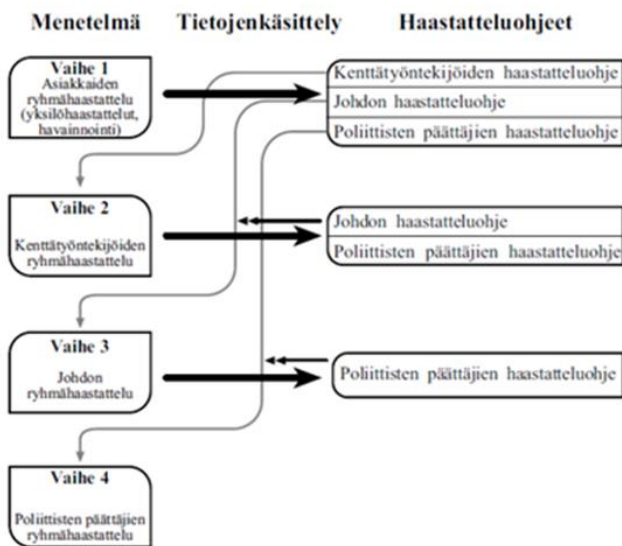 Menetelmä Tietojenkäsittely Haastatteluohjeet
Vaihe 1
Asiakkaiden
ryhmähaastattelu
(yksilöhaastattelut,
havainnointi)
Kenttätyöntekijöiden haastatteluohje
Johdon haastatteluohje
Poliittisten päättäjien haastatteluohje
Vaihe 2
Kenttätyöntekijöiden
ryhmähaastattelu
Johdon haastatteluohje
Poliittisten päättäjien haastatteluohje
Vaihe 3
Johdon
ryhmähaastattelu
Poliittisten päättäjien haastatteluohje
Vaihe 4
Poliittisten päättäjien
ryhmähaastattelu